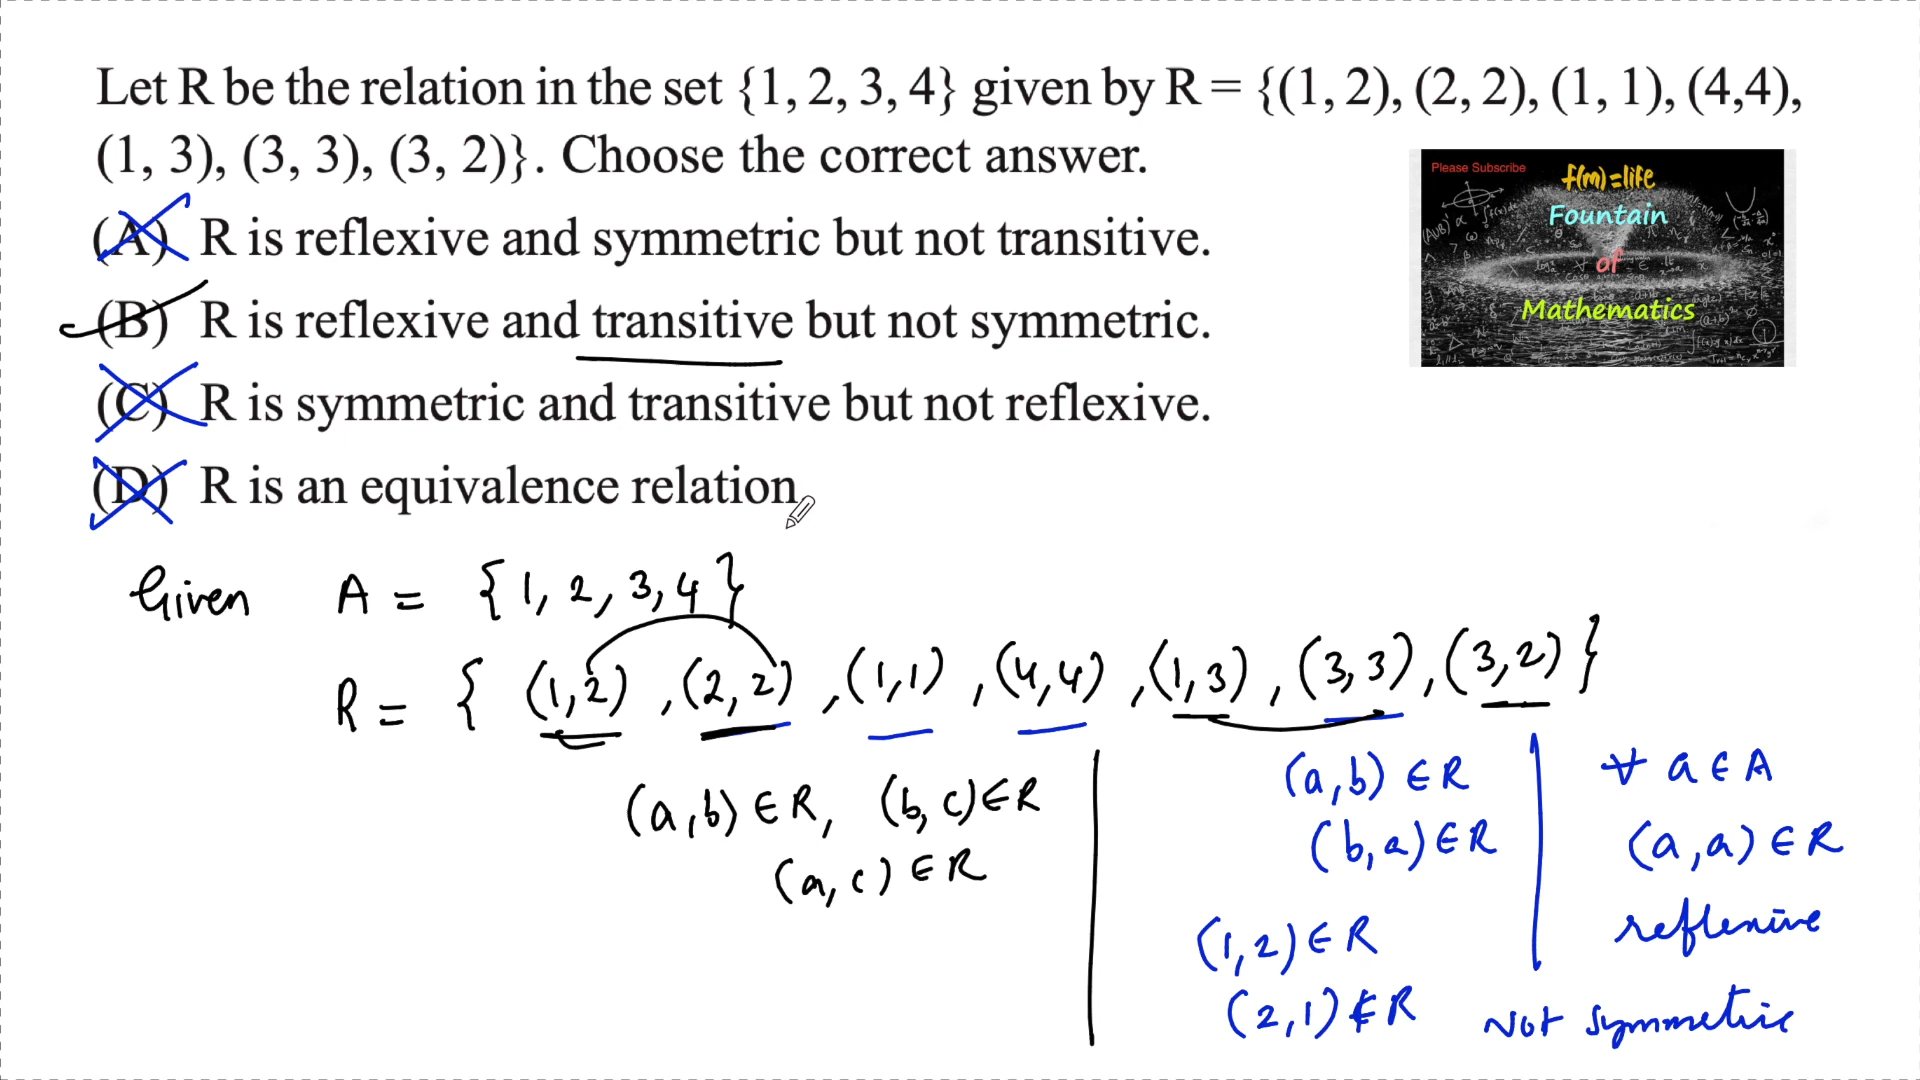 Let R be the relation in the set {1, 2, 3, 4} given by R = {(1, 2), (2, 2), (1, 1), (4,4),
(1, 3), (3, 3), (3, 2)}. Choose the correct answer.
(A) R is reflexive and symmetric but not transitive.
(B) R is reflexive and transitive but not symmetric.
(C) R is symmetric and transitive but not reflexive.
(D) R is an equivalence relation
Please Subscribe
f(m)=life
Fountain
of
Mathematics
Given A = {1, 2, 3, 4}
R = { (1,2), (2,2), (1,1), (4,4), (1,3), (3,3), (3,2)}
(a,b) ∈ R, (b,c) ∈ R
(a,c) ∈ R
(a,b) ∈ R
(b,a) ∈ R
(1,2) ∈ R
(2,1) ∉ R Not symmetric
∀ a ∈ A
(a,a) ∈ R
reflexive